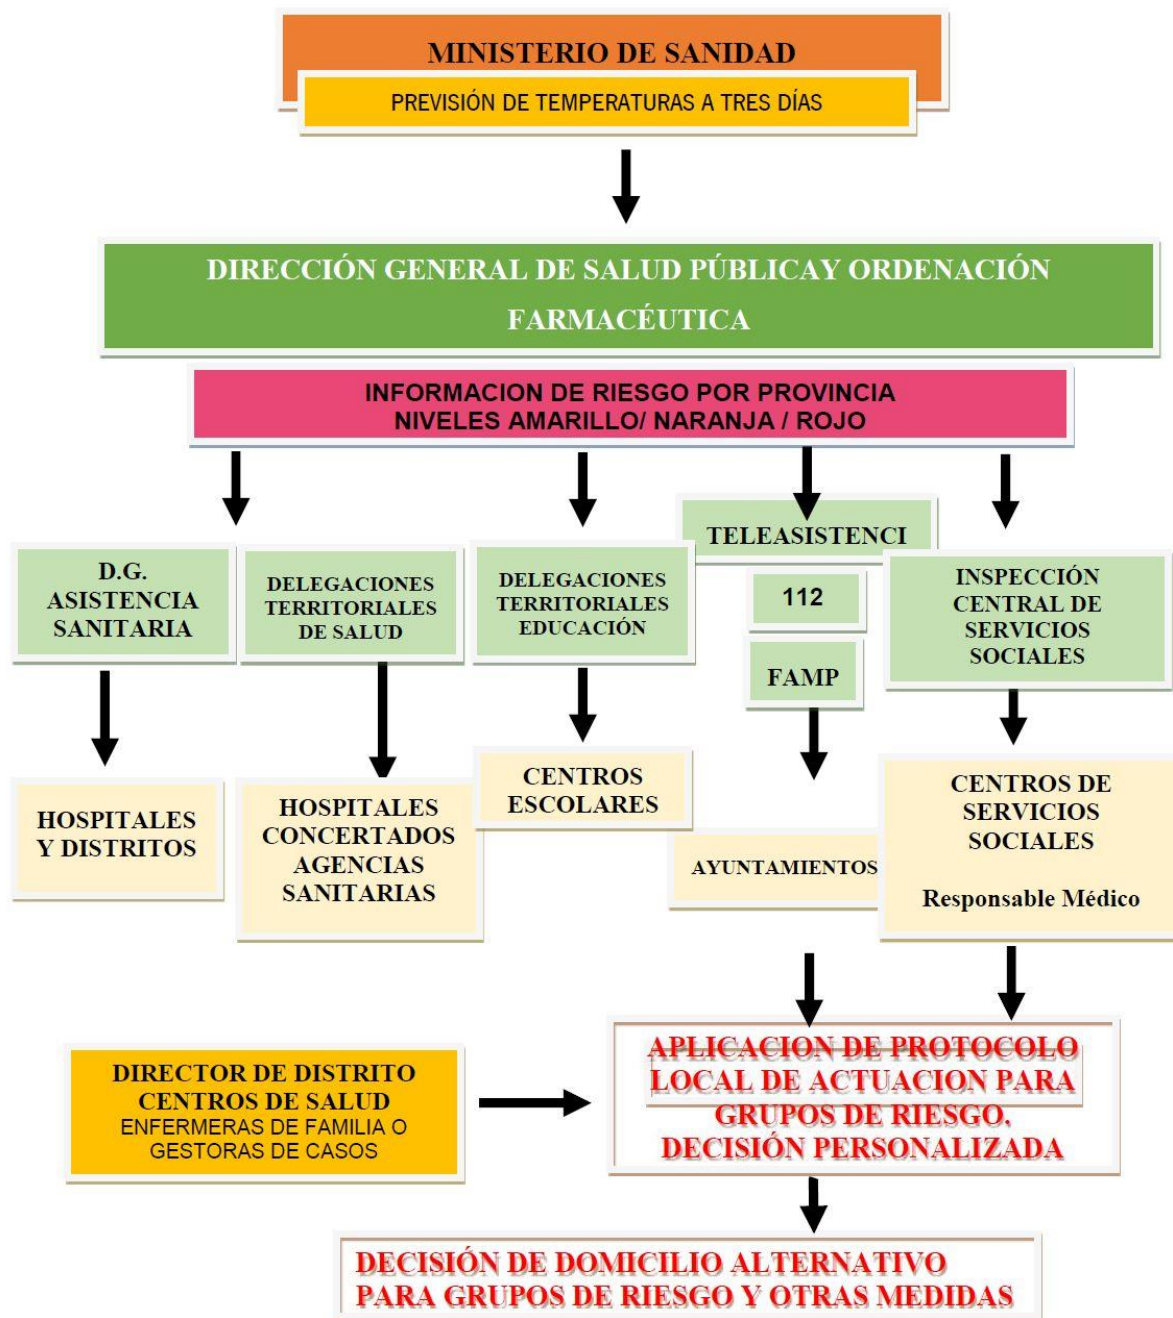 MINISTERIO DE SANIDAD
PREVISIÓN DE TEMPERATURAS A TRES DÍAS
DIRECCIÓN GENERAL DE SALUD PÚBLICAY ORDENACIÓN
FARMACÉUTICA
INFORMACION DE RIESGO POR PROVINCIA
NIVELES AMARILLO/ NARANJA / ROJO
D.G.
ASISTENCIA
SANITARIA
DELEGACIONES
TERRITORIALES
DE SALUD
DELEGACIONES
TERRITORIALES
EDUCACIÓN
TELEASISTENCI
112
FAMP
INSPECCIÓN
CENTRAL DE
SERVICIOS
SOCIALES
HOSPITALES
Y DISTRITOS
HOSPITALES
CONCERTADOS
AGENCIAS
SANITARIAS
CENTROS
ESCOLARES
AYUNTAMIENTOS
CENTROS DE
SERVICIOS
SOCIALES
Responsable Médico
DIRECTOR DE DISTRITO
CENTROS DE SALUD
ENFERMERAS DE FAMILIA O
GESTORAS DE CASOS
APLICACION DE PROTOCOLO
LOCAL DE ACTUACION PARA
GRUPOS DE RIESGO.
DECISIÓN PERSONALIZADA
DECISIÓN DE DOMICILIO ALTERNATIVO
PARA GRUPOS DE RIESGO Y OTRAS MEDIDAS